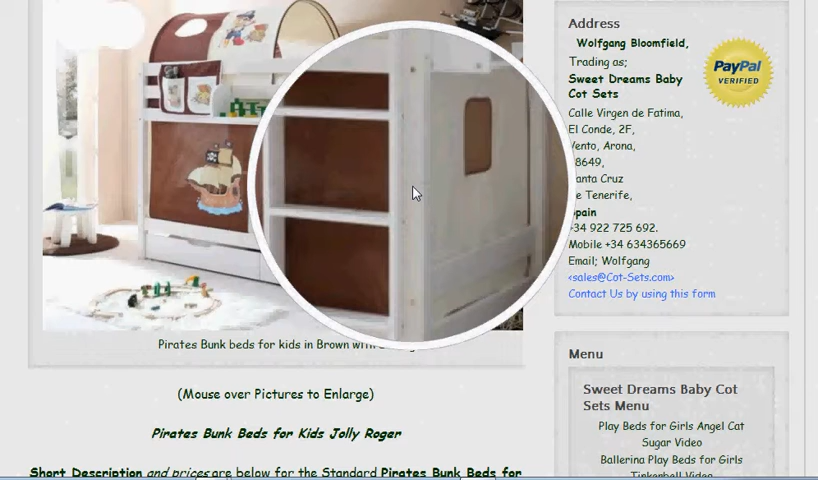 Pirates Bunk beds for kids in Brown
(Mouse over Pictures to Enlarge)
Pirates Bunk Beds for Kids Jolly Roger
Short Description and prices are below for the Standard Pirates Bunk Beds for
Address
Wolfgang Bloomfield,
Trading as;
Sweet Dreams Baby
Cot Sets
PayPal
VERIFIED
Calle Virgen de Fatima,
El Conde, 2F,
Arona,
Cruz
Tenerife,
+34 922 725 692.
Mobile +34 634365669
Email; Wolfgang
<sales@Cot-Sets.com>
Contact Us by using this form
Menu
Sweet Dreams Baby Cot
Sets Menu
Play Beds for Girls Angel Cat
Sugar Video
Ballerina Play Beds for Girls
Tinkerbell Video